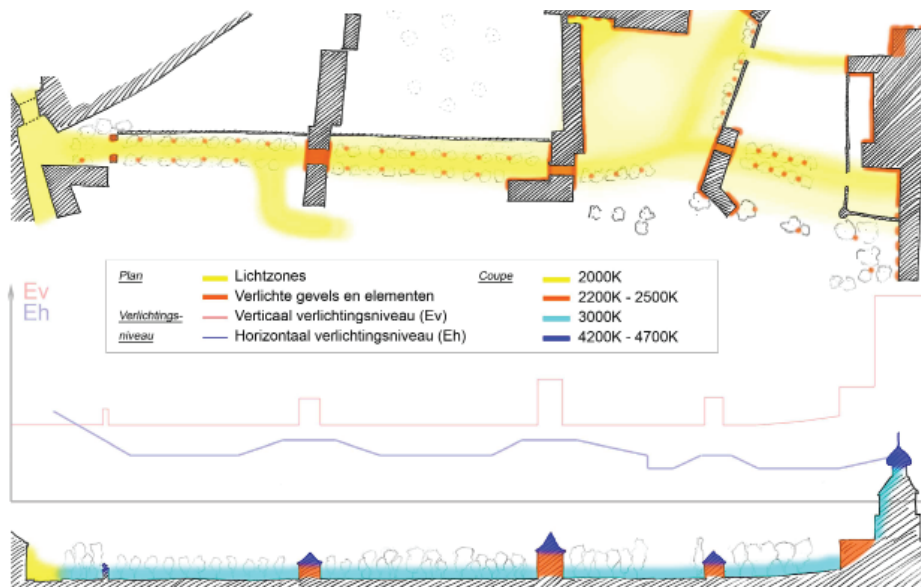 Plan
Lichtzones
Verlichte gevels en elementen
Verlichtings-
niveau
Verticaal verlichtingsniveau (Ev)
Horizontaal verlichtingsniveau (Eh)
Coupe
2000K
2200K - 2500K
3000K
4200K - 4700K
Ev
Eh